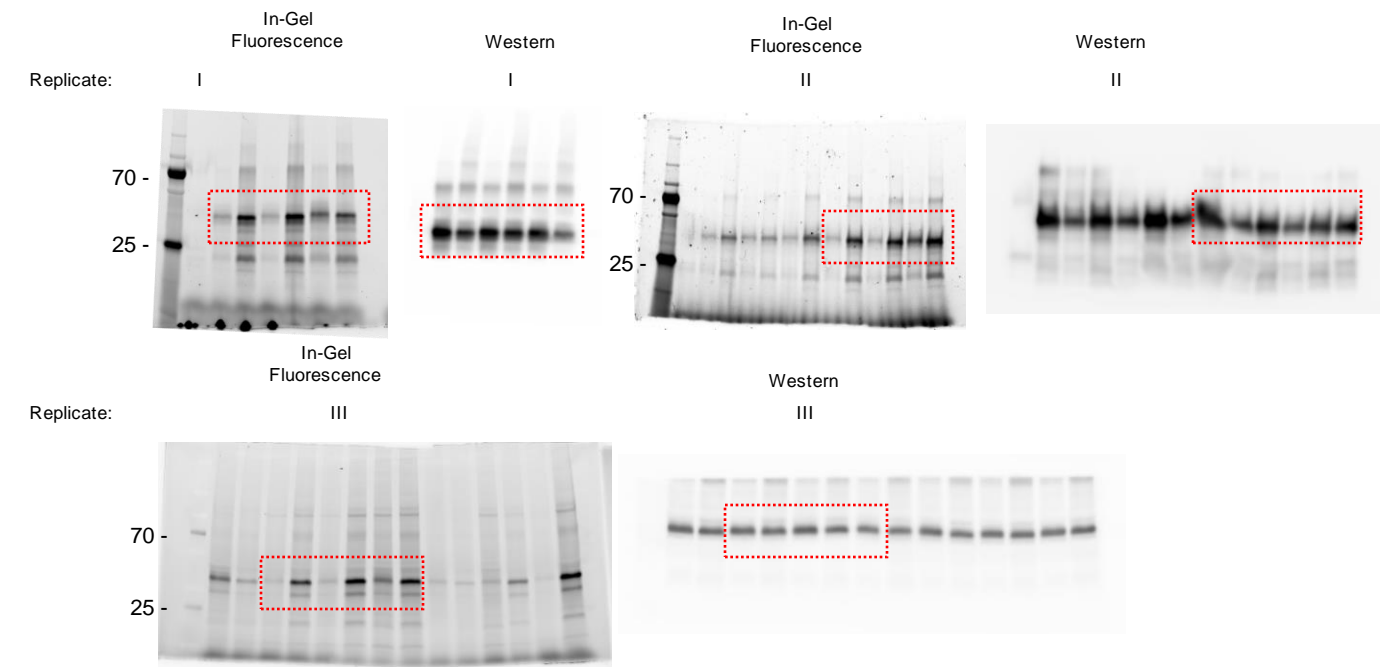 In-Gel
Fluorescence
Western
In-Gel
Fluorescence
Western
Replicate:
I
I
II
II
70 -
25 -
70 -
25 -
In-Gel
Fluorescence
Western
Replicate:
III
III
70 -
25 -